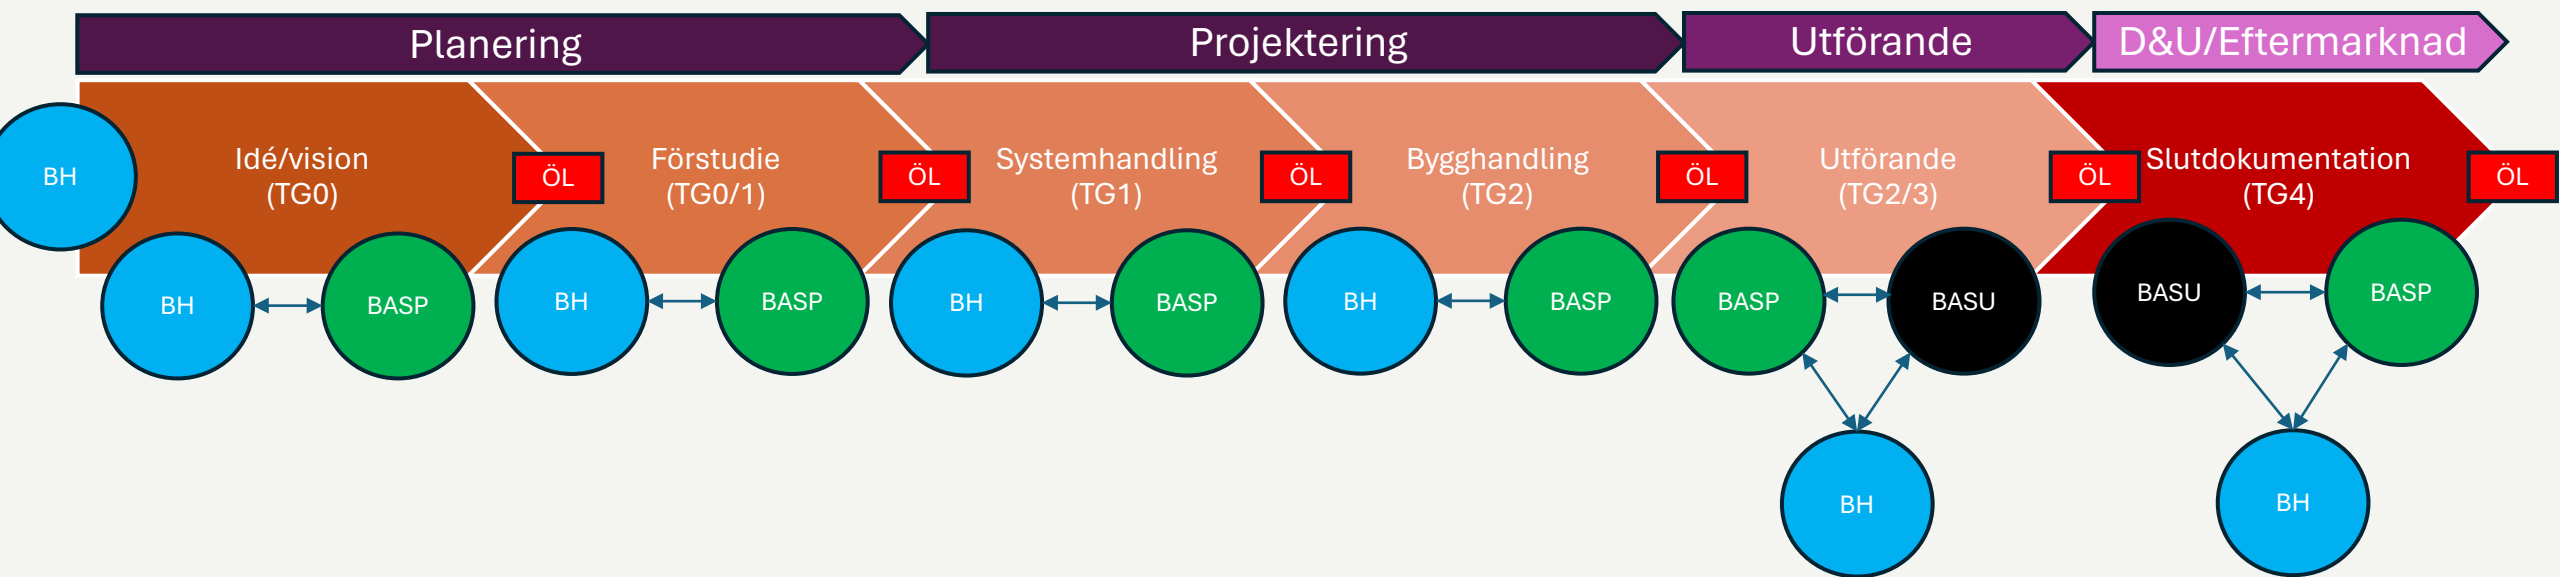 Planering
Projektering
Utförande
D&U/Eftermarknad
BH
Idé/vision
(TG0)
ÖL
Förstudie
(TG0/1)
ÖL
Systemhandling
(TG1)
ÖL
Bygghandling
(TG2)
ÖL
Utförande
(TG2/3)
ÖL
Slutdokumentation
(TG4)
ÖL
BH
BASP
BH
BASP
BH
BASP
BH
BASP
BASP
BASU
BASU
BASP
BH
BH